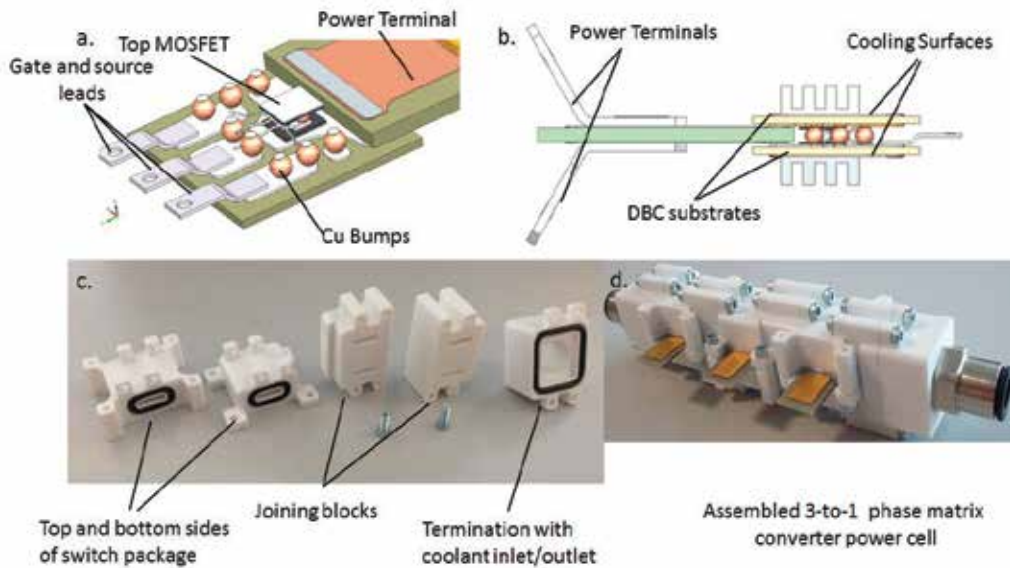 a.
Power Terminal
Top MOSFET
Gate and source
leads
Cu Bumps
b.
Power Terminals
Cooling Surfaces
DBC substrates
c.
Top and bottom sides
of switch package
Joining blocks
Termination with
coolant inlet/outlet
d.
Assembled 3-to-1 phase matrix
converter power cell